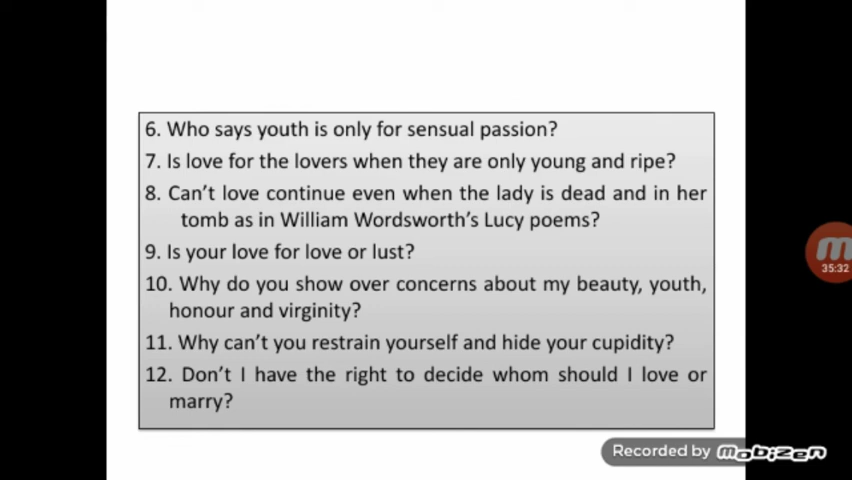 6. Who says youth is only for sensual passion?
7. Is love for the lovers when they are only young and ripe?
8. Can't love continue even when the lady is dead and in her
tomb as in William Wordsworth's Lucy poems?
9. Is your love for love or lust?
10. Why do you show over concerns about my beauty, youth,
honour and virginity?
11. Why can't you restrain yourself and hide your cupidity?
12. Don't I have the right to decide whom should I love or
marry?
35:32
Recorded by mobizen